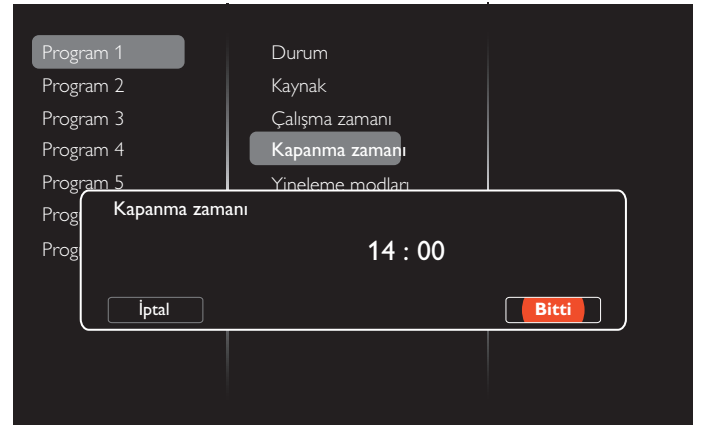 Program 1
Program 2
Program 3
Program 4
Program 5
Durum
Kaynak
Çalışma zamanı
Kapanma zamanı
Yineleme modları
Kapanma zamanı
14 : 00
İptal
Bitti